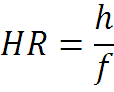 HR = h/f